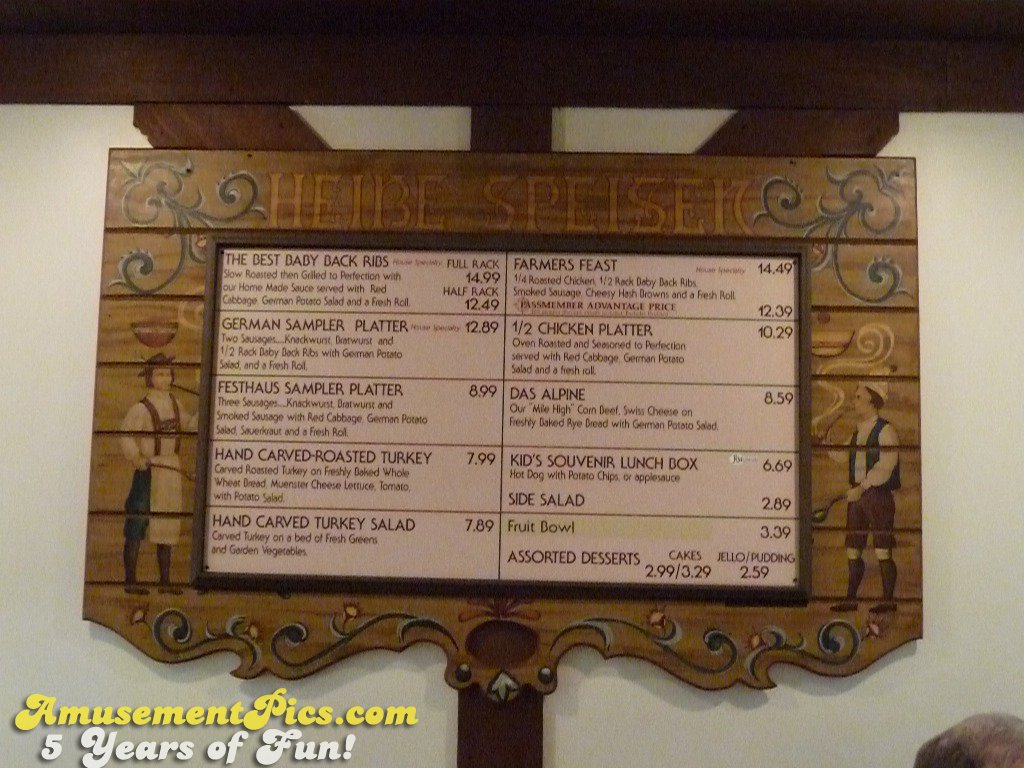 HEIBE SPEISEN
THE BEST BABY BACK RIBS House Specialty FULL RACK
Slow Roasted then Grilled to Perfection with 14.99
our Home Made Sauce served with Red HALF RACK
Cabbage, German Potato Salad and a Fresh Roll. 12.49
GERMAN SAMPLER PLATTER House Specialty 12.89
Two Sausages....Knackwurst, Bratwurst and
1/2 Rack Baby Back Ribs with German Potato
Salad, and a Fresh Roll.
FESTHAUS SAMPLER PLATTER 8.99
Three Sausages....Knackwurst, Bratwurst and
Smoked Sausage with Red Cabbage, German Potato
Salad, Sauerkraut and a Fresh Roll.
HAND CARVED-ROASTED TURKEY 7.99
Carved Roasted Turkey on Freshly Baked Whole
Wheat Bread, Muenster Cheese Lettuce, Tomato,
with Potato Salad.
HAND CARVED TURKEY SALAD 7.89
Carved Turkey on a bed of Fresh Greens
and Garden Vegetables.
FARMERS FEAST House Specialty 14.49
1/4 Roasted Chicken, 1/2 Rack Baby Back Ribs,
Smoked Sausage, Cheesy Hash Browns and a Fresh Roll.
PASSMEMBER ADVANTAGE PRICE 12.39
1/2 CHICKEN PLATTER 10.29
Oven Roasted and Seasoned to Perfection
served with Red Cabbage, German Potato
Salad and a fresh roll.
DAS ALPINE 8.59
Our "Mile High" Corn Beef, Swiss Cheese on
Freshly Baked Rye Bread with German Potato Salad.
KID'S SOUVENIR LUNCH BOX 6.69
Hot Dog with Potato Chips, or applesauce
SIDE SALAD 2.89
Fruit Bowl 3.39
ASSORTED DESSERTS CAKES JELLO/PUDDING
2.99/3.29 2.59
AmusementPics.com
5 Years of Fun!